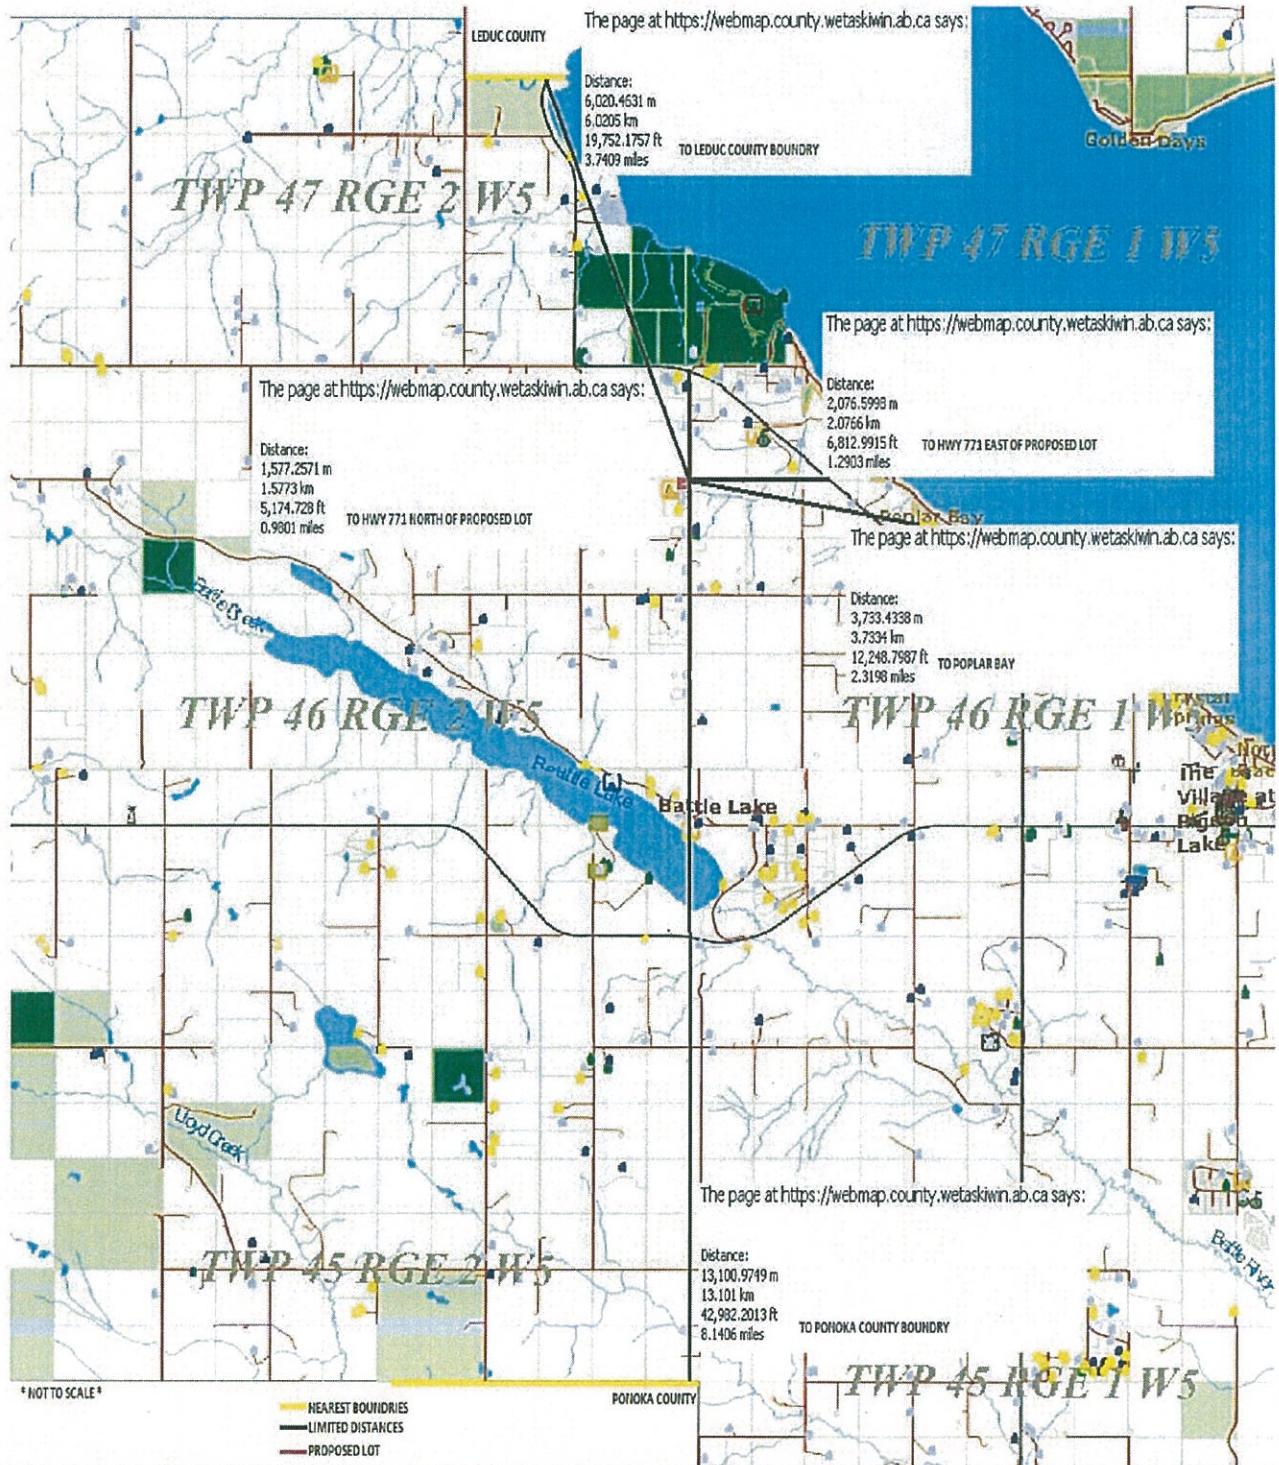 The page at https://webmap.county.wetaskiwin.ab.ca says:
LEDUC COUNTY
Distance:
6,020.4631 m
6.0205 km
19,752.1757 ft
3.7409 miles
TO LEDUC COUNTY BOUNDRY
Golden Days
TWP 47 RGE 2 W5
TWP 47 RGE 1 W5
The page at https://webmap.county.wetaskiwin.ab.ca says:
Distance:
2,076.5998 m
2.0766 km
6,812.9915 ft
1.2903 miles
TO HWY 771 EAST OF PROPOSED LOT
The page at https://webmap.county.wetaskiwin.ab.ca says:
Distance:
1,577.2571 m
1.5773 km
5,174.728 ft
0.9801 miles
TO HWY 771 NORTH OF PROPOSED LOT
Poplar Bay
The page at https://webmap.county.wetaskiwin.ab.ca says:
Distance:
3,733.4338 m
3.7334 km
12,248.7987 ft
2.3198 miles
TO POPLAR BAY
Battle Creek
TWP 46 RGE 2 W5
TWP 46 RGE 1 W
Battle Lake
Battle Lake
The
Village at
Pigeon
Lake
Lloyd Creek
The page at https://webmap.county.wetaskiwin.ab.ca says:
Distance:
13,100.9749 m
13.101 km
42,982.2013 ft
8.1406 miles
TO PONOKA COUNTY BOUNDRY
Battle River
TWP 45 RGE 2 W5
TWP 45 RGE 1 W5
* NOT TO SCALE *
PONOKA COUNTY
NEAREST BOUNDRIES
LIMITED DISTANCES
PROPOSED LOT